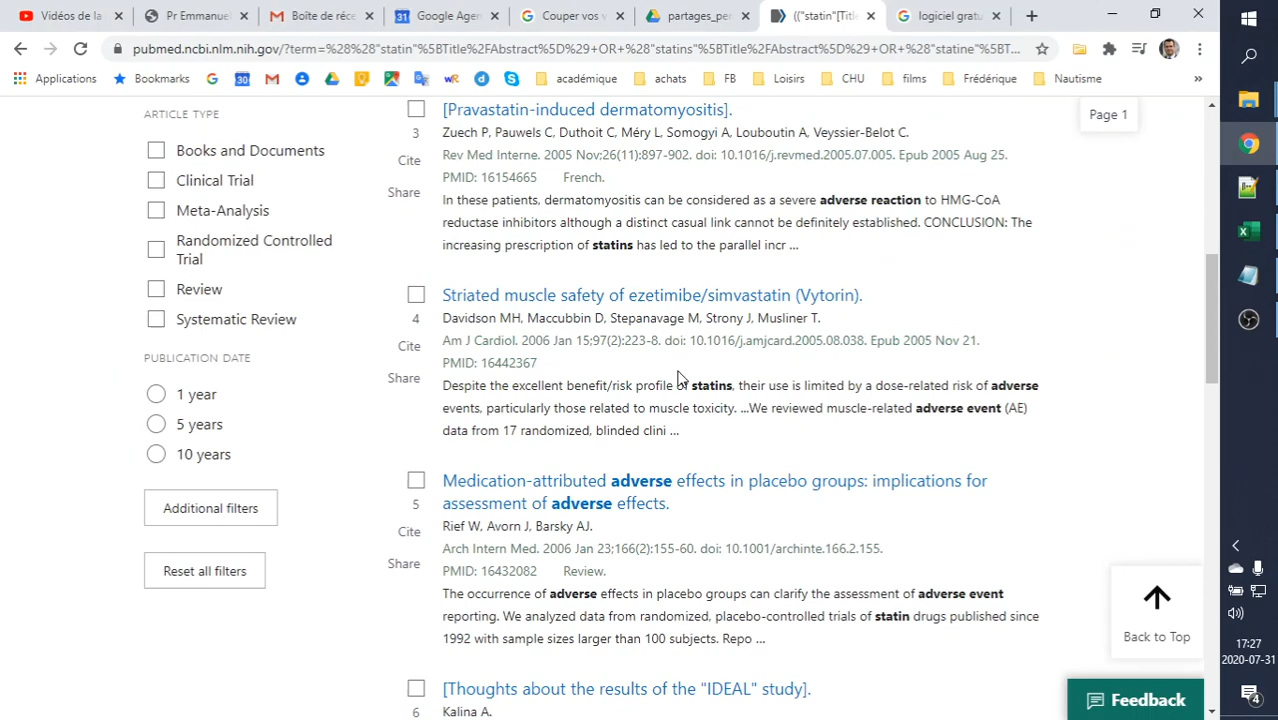 Vidéos de la
Pr Emmanuel
Boîte de réce
Google Agen
Couper vos v
partages_per
(("statin"[Title
logiciel gratu
pubmed.ncbi.nlm.nih.gov/?term=%28%28"statin"%5BTitle%2FAbstract%5D%29+OR+%28"statins"%5BTitle%2FAbstract%5D%29+OR+%28"statine"%5BT...
Applications
Bookmarks
académique
achats
FB
Loisirs
CHU
films
Frédérique
Nautisme
»
ARTICLE TYPE
Books and Documents
Clinical Trial
Meta-Analysis
Randomized Controlled
Trial
Review
Systematic Review
PUBLICATION DATE
1 year
5 years
10 years
Additional filters
Reset all filters
[Pravastatin-induced dermatomyositis].
3
Zuech P, Pauwels C, Duthoit C, Méry L, Somogyi A, Louboutin A, Veyssier-Belot C.
Cite
Rev Med Interne. 2005 Nov;26(11):897-902. doi: 10.1016/j.revmed.2005.07.005. Epub 2005 Aug 25.
PMID: 16154665 French.
Share
In these patients, dermatomyositis can be considered as a severe adverse reaction to HMG-CoA
reductase inhibitors although a distinct casual link cannot be definitely established. CONCLUSION: The
increasing prescription of statins has led to the parallel incr ...
Striated muscle safety of ezetimibe/simvastatin (Vytorin).
4
Davidson MH, Maccubbin D, Stepanavage M, Strony J, Musliner T.
Cite
Am J Cardiol. 2006 Jan 15;97(2):223-8. doi: 10.1016/j.amjcard.2005.08.038. Epub 2005 Nov 21.
PMID: 16442367
Share
Despite the excellent benefit/risk profile of statins, their use is limited by a dose-related risk of adverse
events, particularly those related to muscle toxicity. ...We reviewed muscle-related adverse event (AE)
data from 17 randomized, blinded clini ...
Medication-attributed adverse effects in placebo groups: implications for
5
assessment of adverse effects.
Rief W, Avorn J, Barsky AJ.
Cite
Arch Intern Med. 2006 Jan 23;166(2):155-60. doi: 10.1001/archinte.166.2.155.
Share
PMID: 16432082 Review.
The occurrence of adverse effects in placebo groups can clarify the assessment of adverse event
reporting. We analyzed data from randomized, placebo-controlled trials of statin drugs published since
1992 with sample sizes larger than 100 subjects. Repo ...
[Thoughts about the results of the "IDEAL" study].
6
Kalina A.
Page 1
Back to Top
Feedback
17:27
2020-07-31
4